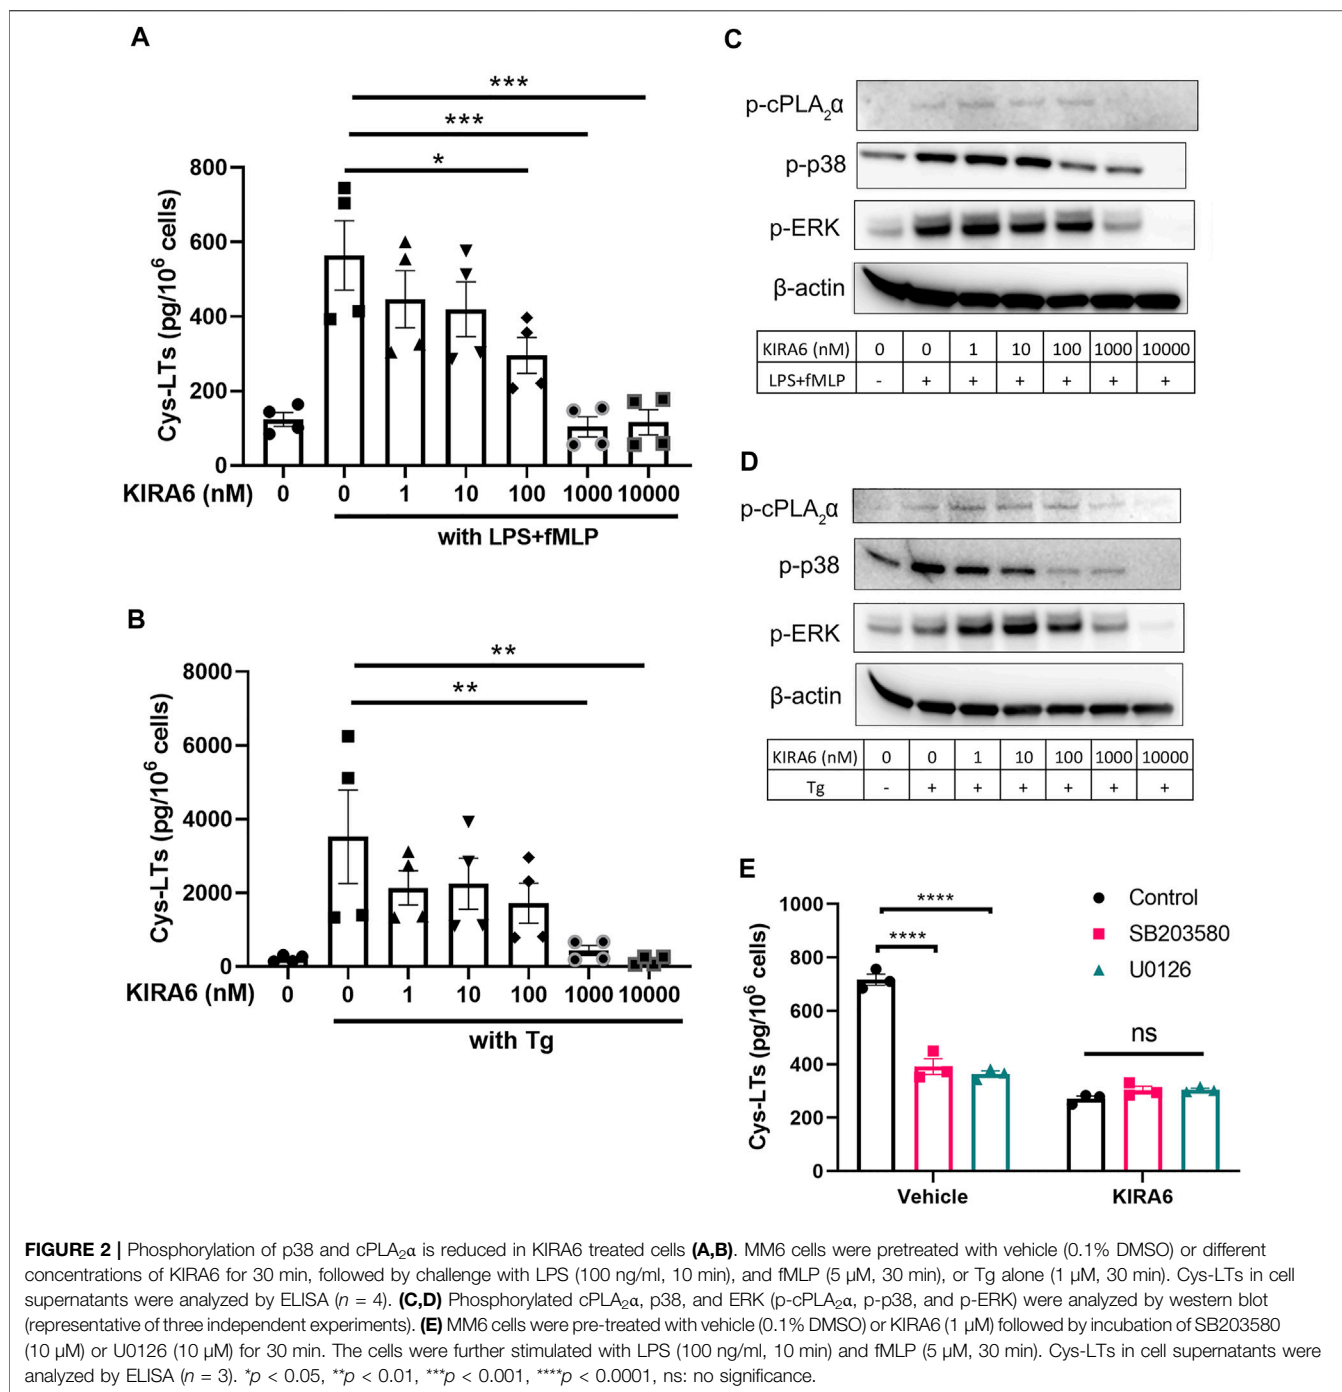 A
***
***
*
800
600
400
200
0
Cys-LTs (pg/10⁶ cells)
KIRA6 (nM) 0 0 1 10 100 1000 10000
with LPS+fMLP
B
**
**
8000
6000
4000
2000
0
Cys-LTs (pg/10⁶ cells)
KIRA6 (nM) 0 0 1 10 100 1000 10000
with Tg
C
p-cPLA₂α
p-p38
p-ERK
β-actin
KIRA6 (nM) 0 0 1 10 100 1000 10000
LPS+fMLP - + + + + + +
D
p-cPLA₂α
p-p38
p-ERK
β-actin
KIRA6 (nM) 0 0 1 10 100 1000 10000
Tg - + + + + + +
E
Control
SB203580
U0126
****
****
ns
1000
800
600
400
200
0
Cys-LTs (pg/10⁶ cells)
Vehicle KIRA6
FIGURE 2 | Phosphorylation of p38 and cPLA₂α is reduced in KIRA6 treated cells (A,B). MM6 cells were pretreated with vehicle (0.1% DMSO) or different
concentrations of KIRA6 for 30 min, followed by challenge with LPS (100 ng/ml, 10 min), and fMLP (5 µM, 30 min), or Tg alone (1 µM, 30 min). Cys-LTs in cell
supernatants were analyzed by ELISA (n = 4). (C,D) Phosphorylated cPLA₂α, p38, and ERK (p-cPLA₂α, p-p38, and p-ERK) were analyzed by western blot
(representative of three independent experiments). (E) MM6 cells were pre-treated with vehicle (0.1% DMSO) or KIRA6 (1 µM) followed by incubation of SB203580
(10 µM) or U0126 (10 µM) for 30 min. The cells were further stimulated with LPS (100 ng/ml, 10 min) and fMLP (5 µM, 30 min). Cys-LTs in cell supernatants were
analyzed by ELISA (n = 3). *p < 0.05, **p < 0.01, ***p < 0.001, ****p < 0.0001, ns: no significance.